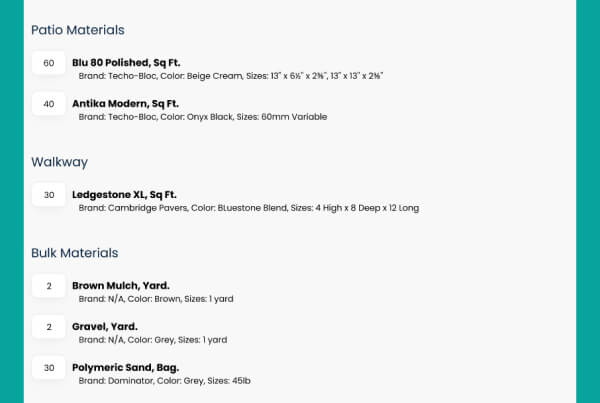 Patio Materials
60
Blu 80 Polished, Sq Ft.
Brand: Techo-Bloc, Color: Beige Cream, Sizes: 13" x 6½" x 2⅜", 13" x 13" x 2⅜"
40
Antika Modern, Sq Ft.
Brand: Techo-Bloc, Color: Onyx Black, Sizes: 60mm Variable
Walkway
30
Ledgestone XL, Sq Ft.
Brand: Cambridge Pavers, Color: BLuestone Blend, Sizes: 4 High x 8 Deep x 12 Long
Bulk Materials
2
Brown Mulch, Yard.
Brand: N/A, Color: Brown, Sizes: 1 yard
2
Gravel, Yard.
Brand: N/A, Color: Grey, Sizes: 1 yard
30
Polymeric Sand, Bag.
Brand: Dominator, Color: Grey, Sizes: 45lb